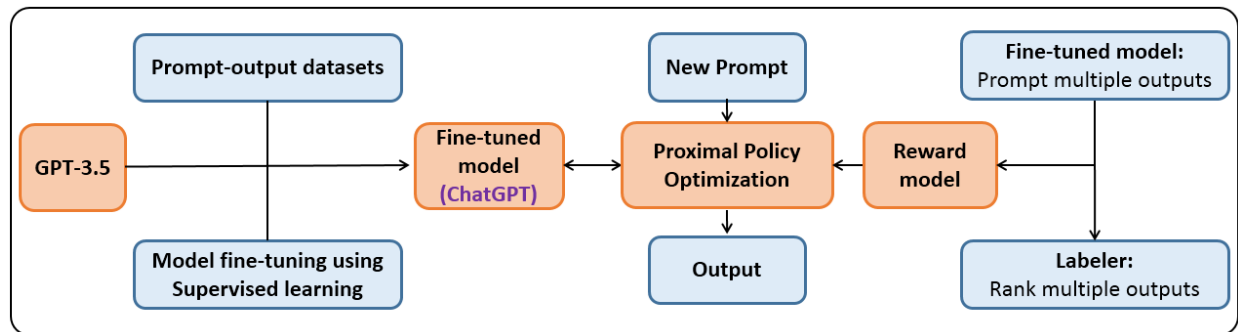 Prompt-output datasets
New Prompt
Fine-tuned model:
Prompt multiple outputs
GPT-3.5
Fine-tuned
model
(ChatGPT)
Proximal Policy
Optimization
Reward
model
Model fine-tuning using
Supervised learning
Output
Labeler:
Rank multiple outputs